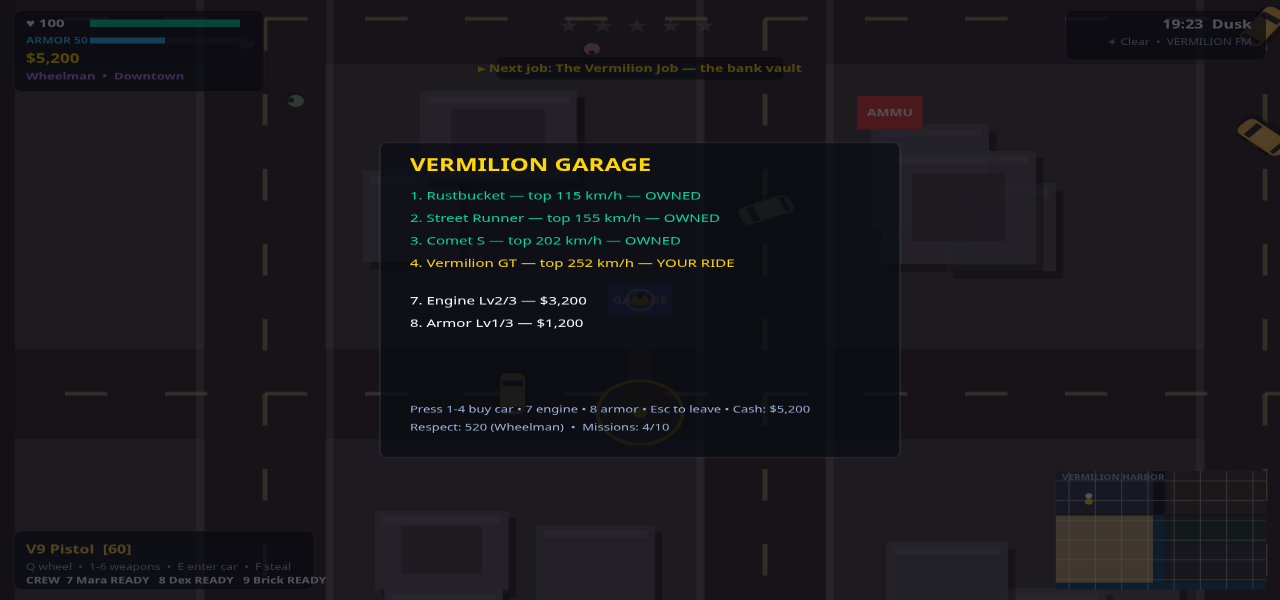 ♥ 100
ARMOR 50
$5,200
Wheelman • Downtown
★ ★ ★ ★ ★
► Next job: The Vermilion Job — the bank vault
19:23 Dusk
☀ Clear • VERMILION FM
AMMU
VERMILION GARAGE
1. Rustbucket — top 115 km/h — OWNED
2. Street Runner — top 155 km/h — OWNED
3. Comet S — top 202 km/h — OWNED
4. Vermilion GT — top 252 km/h — YOUR RIDE
7. Engine Lv2/3 — $3,200
GARAGE
8. Armor Lv1/3 — $1,200
Press 1-4 buy car • 7 engine • 8 armor • Esc to leave • Cash: $5,200
Respect: 520 (Wheelman) • Missions: 4/10
VERMILION HARBOR
V9 Pistol [60]
Q wheel • 1-6 weapons • E enter car • F steal
CREW 7 Mara READY 8 Dex READY 9 Brick READY